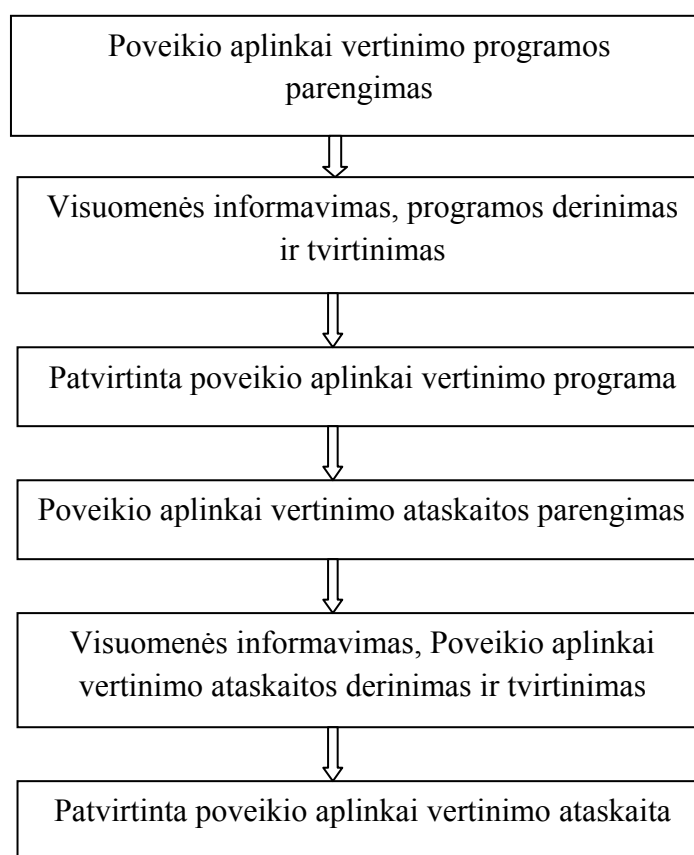 Poveikio aplinkai vertinimo programos
parengimas
Visuomenės informavimas, programos derinimas
ir tvirtinimas
Patvirtinta poveikio aplinkai vertinimo programa
Poveikio aplinkai vertinimo ataskaitos parengimas
Visuomenės informavimas, Poveikio aplinkai
vertinimo ataskaitos derinimas ir tvirtinimas
Patvirtinta poveikio aplinkai vertinimo ataskaita